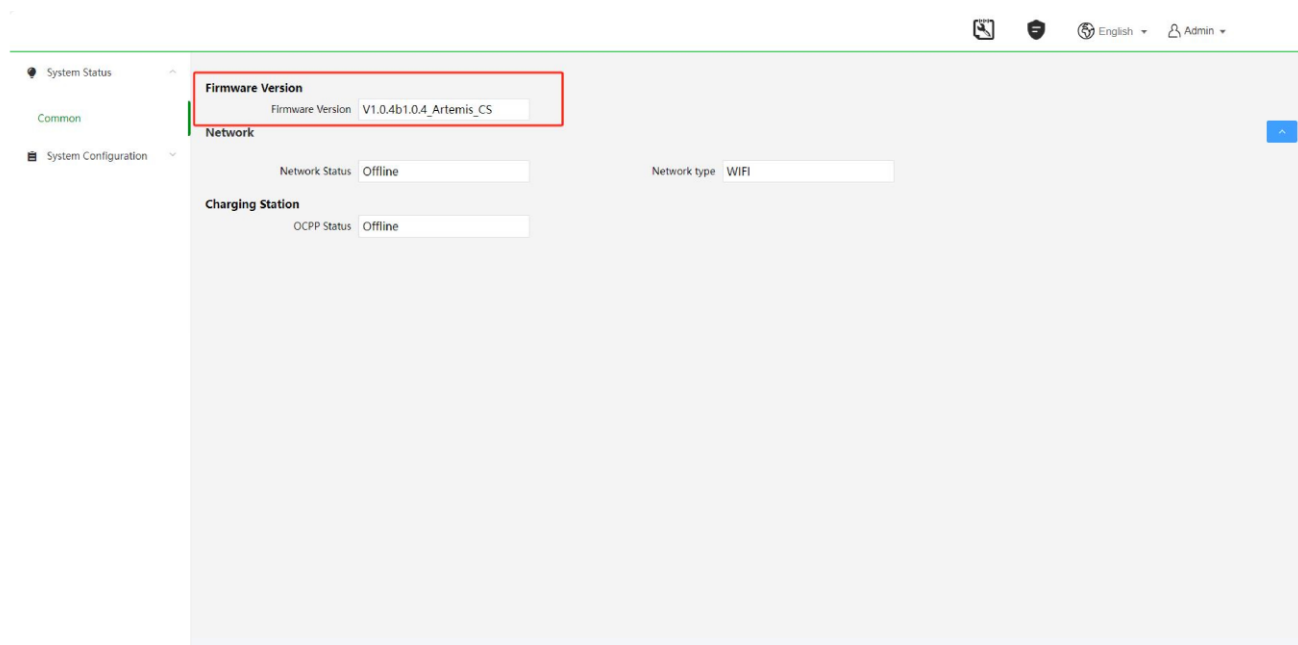 English Admin
System Status
Common
System Configuration
Firmware Version
Firmware Version V1.0.4b1.0.4_Artemis_CS
Network
Network Status Offline Network type WIFI
Charging Station
OCPP Status Offline